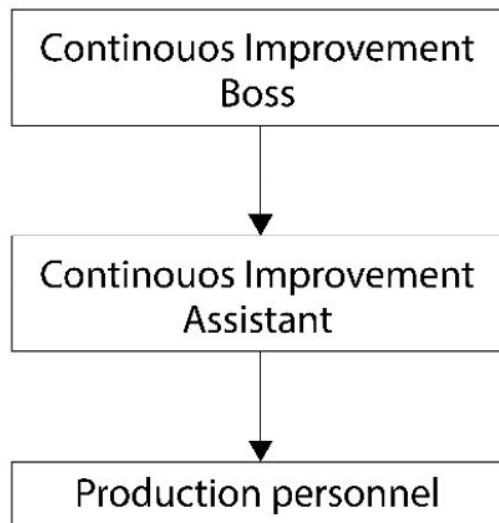 Continouos Improvement
Boss
Continouos Improvement
Assistant
Production personnel